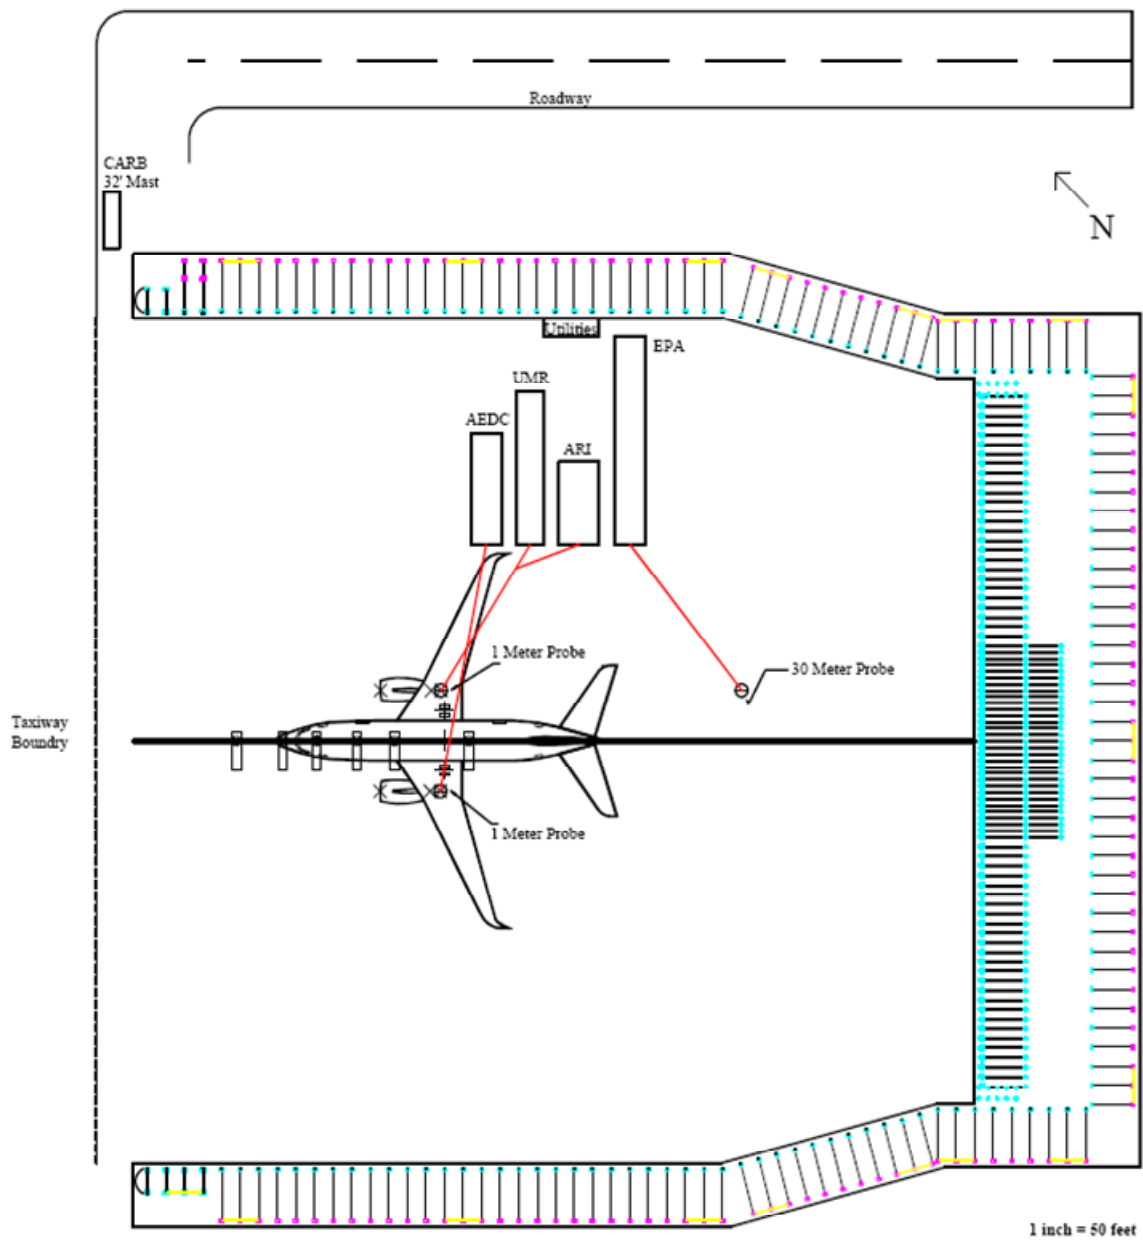 Roadway
CARB
32' Mast
N
Utilities
EPA
UMR
AEDC
ARI
1 Meter Probe
30 Meter Probe
Taxiway
Boundry
1 Meter Probe
1 inch = 50 feet